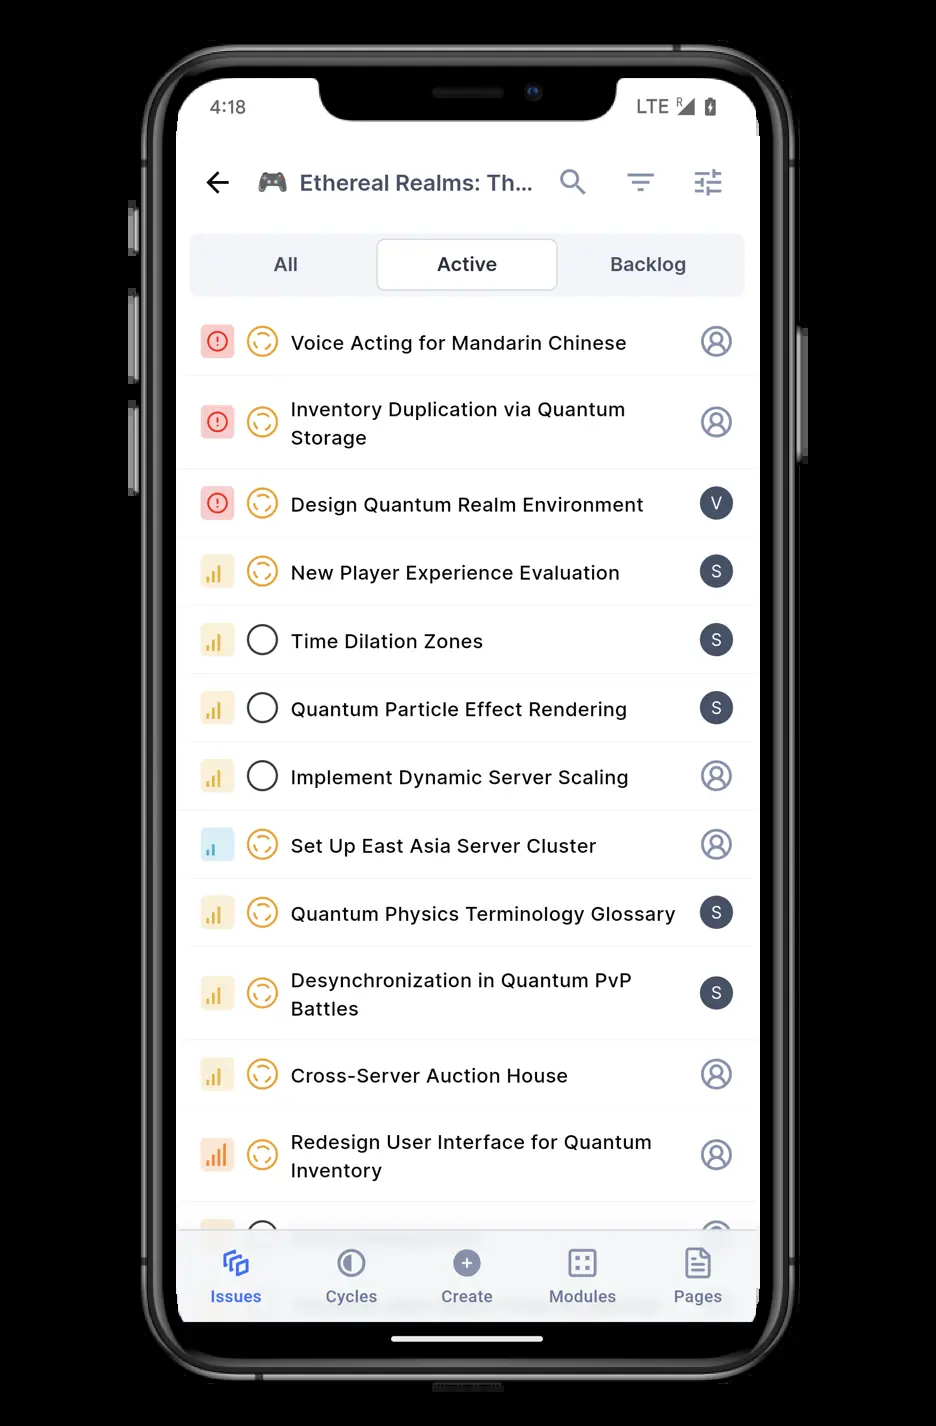 4:18
LTE R
Ethereal Realms: Th...
All
Active
Backlog
Voice Acting for Mandarin Chinese
Inventory Duplication via Quantum
Storage
Design Quantum Realm Environment
V
New Player Experience Evaluation
S
Time Dilation Zones
S
Quantum Particle Effect Rendering
S
Implement Dynamic Server Scaling
Set Up East Asia Server Cluster
Quantum Physics Terminology Glossary
S
Desynchronization in Quantum PvP
Battles
S
Cross-Server Auction House
Redesign User Interface for Quantum
Inventory
Issues
Cycles
Create
Modules
Pages